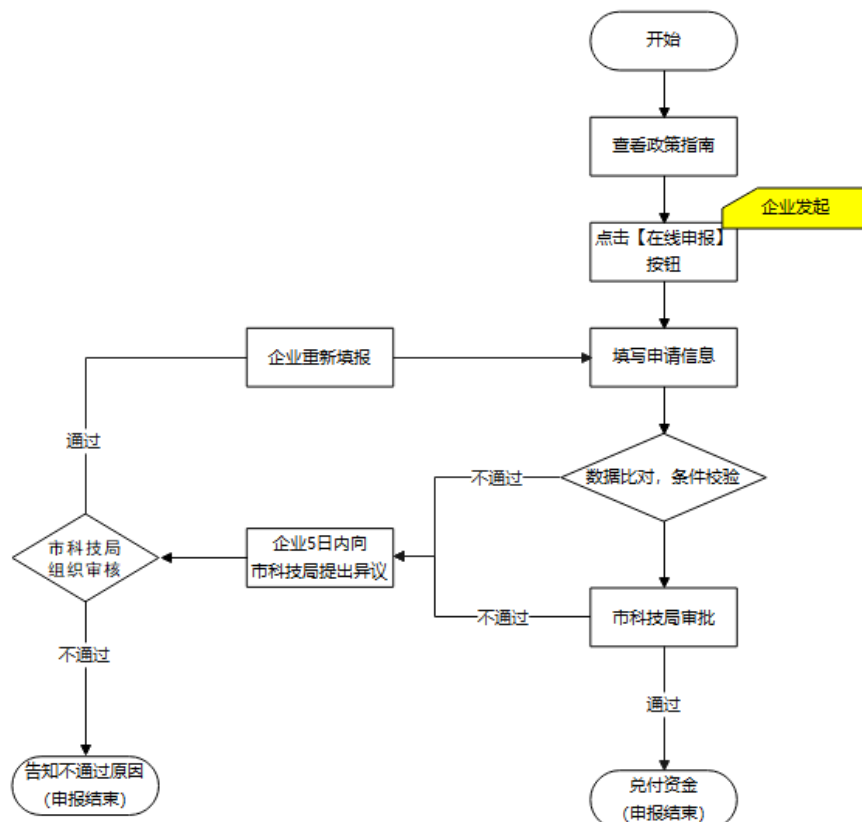 开始
查看政策指南
企业发起
点击【在线申报】
按钮
企业重新填报
填写申请信息
通过
不通过
数据比对，条件校验
市科技局
组织审核
企业5日内向
市科技局提出异议
不通过
市科技局审批
不通过
通过
告知不通过原因
（申报结束）
兑付资金
（申报结束）